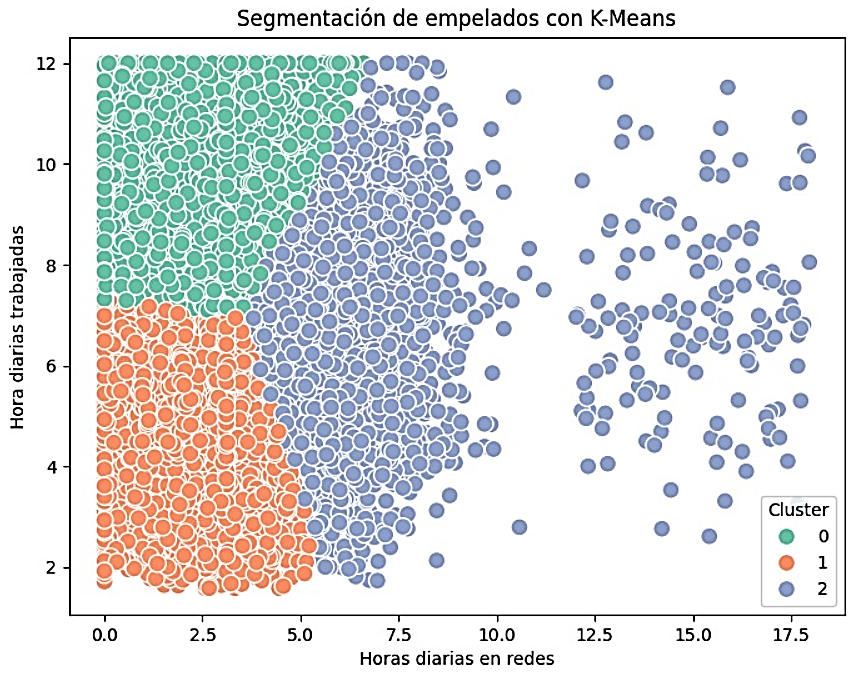 Segmentación de empelados con K-Means
Hora diarias trabajadas
12
10
8
6
4
2
0.0 2.5 5.0 7.5 10.0 12.5 15.0 17.5
Horas diarias en redes
Cluster
0
1
2